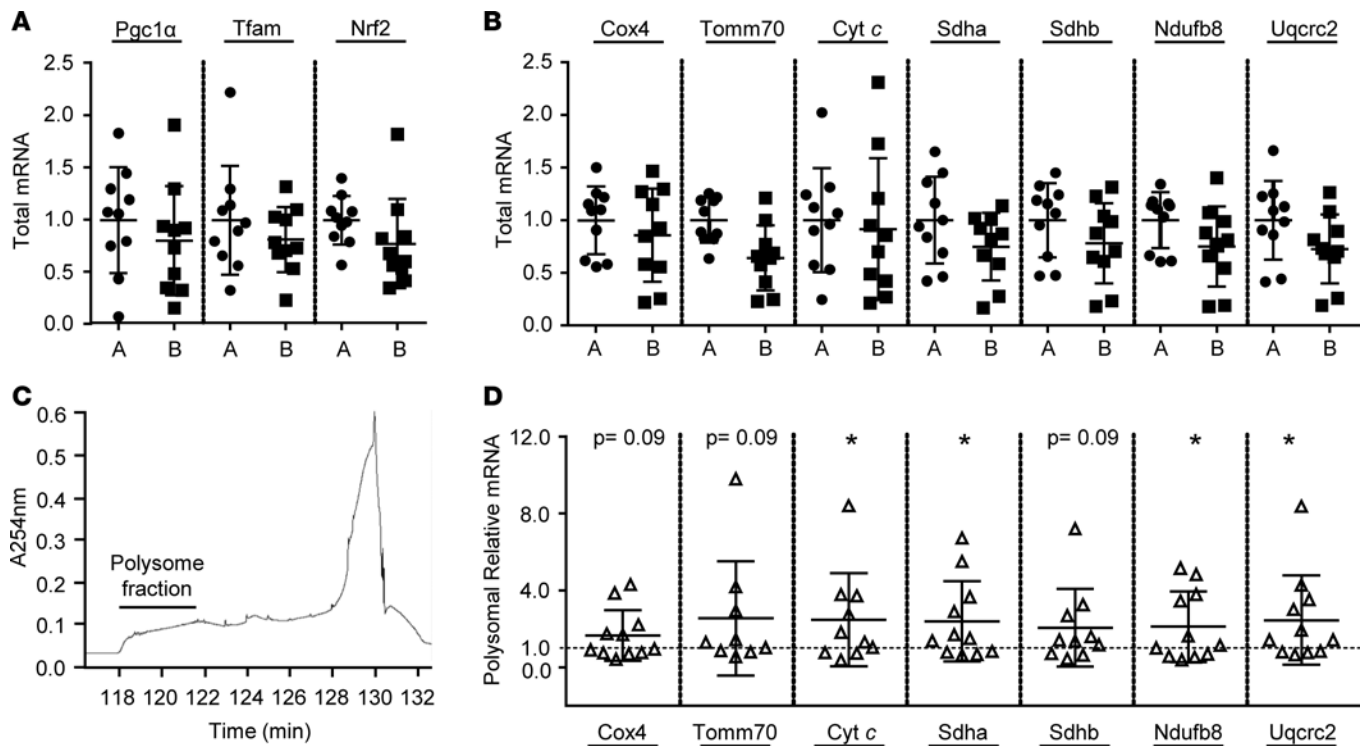 A
Pgc1α Tfam Nrf2
Total mRNA
2.5
2.0
1.5
1.0
0.5
0.0
A B A B A B
B
Cox4 Tomm70 Cyt c Sdha Sdhb Ndufb8 Uqcrc2
Total mRNA
2.5
2.0
1.5
1.0
0.5
0.0
A B A B A B A B A B A B A B
C
A254nm
0.6
0.5
0.4
0.3
0.2
0.1
0.0
Polysome
fraction
118 120 122 124 126 128 130 132
Time (min)
D
Polysomal Relative mRNA
12.0
8.0
4.0
1.0
0.0
p= 0.09 p= 0.09 * * p= 0.09 * *
Cox4 Tomm70 Cyt c Sdha Sdhb Ndufb8 Uqcrc2